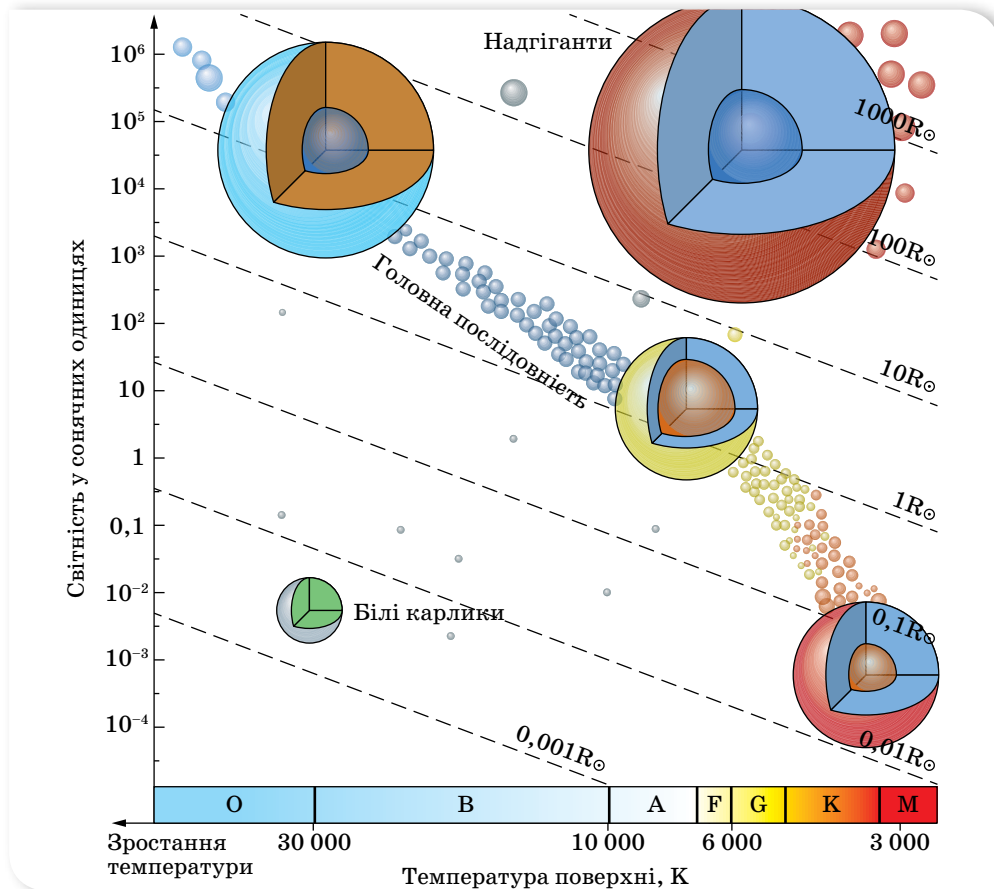 Надгіганти
10⁶
10⁵
10⁴
10³
10²
10
1
0,1
10⁻²
10⁻³
10⁻⁴
Світність у сонячних одиницях
Головна послідовність
Білі карлики
1000R☉
100R☉
10R☉
1R☉
0,1R☉
0,01R☉
0,001R☉
O B A F G K M
Зростання
температури
30 000 10 000 6 000 3 000
Температура поверхні, К